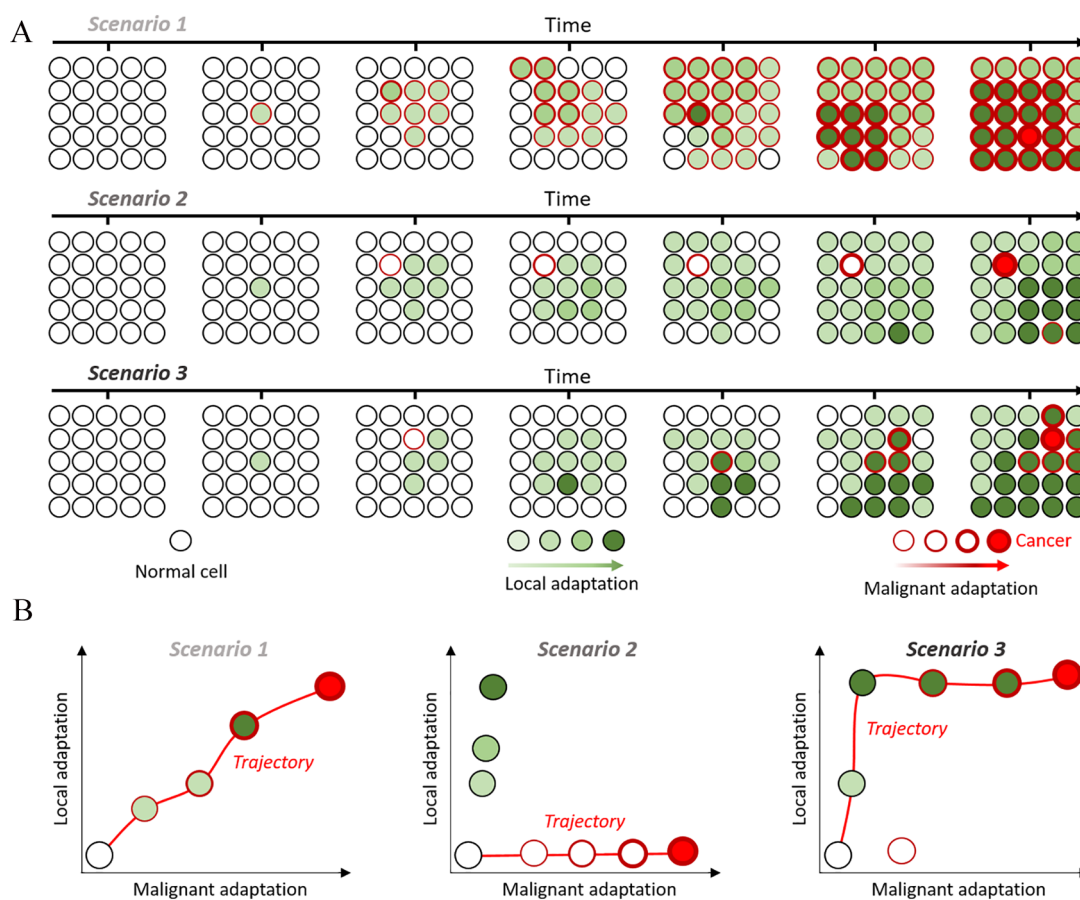 A
Scenario 1
Time
Scenario 2
Time
Scenario 3
Time
Normal cell
Local adaptation
Cancer
Malignant adaptation
B
Scenario 1
Scenario 2
Scenario 3
Local adaptation
Trajectory
Malignant adaptation
Local adaptation
Trajectory
Malignant adaptation
Local adaptation
Trajectory
Malignant adaptation